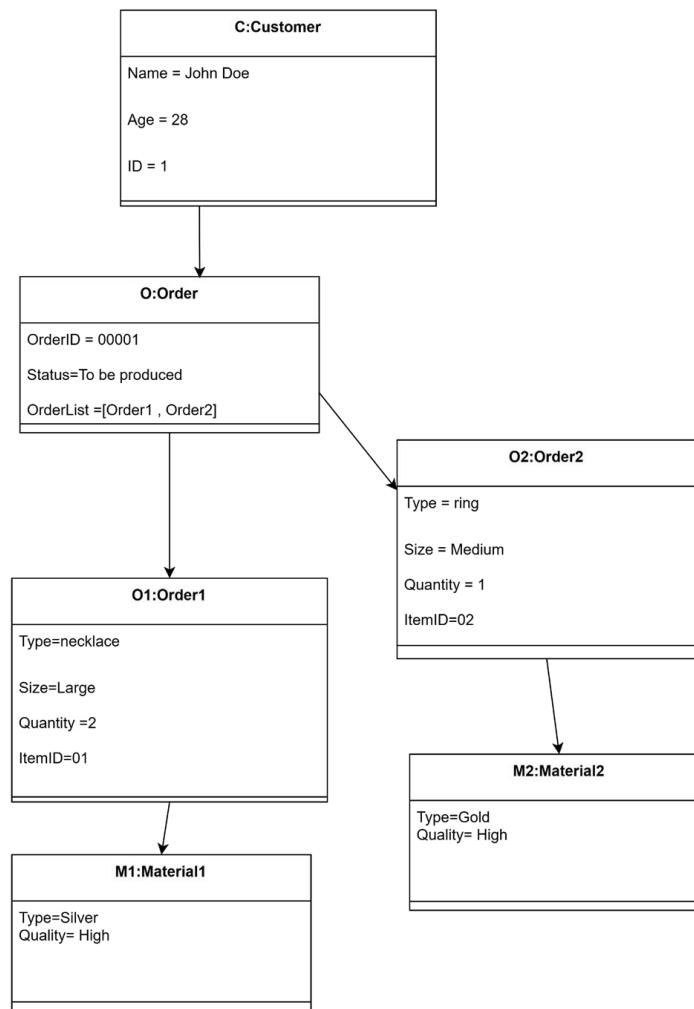 C:Customer
Name = John Doe
Age = 28
ID = 1
O:Order
OrderID = 00001
Status=To be produced
OrderList =[Order1 , Order2]
O2:Order2
Type = ring
Size = Medium
Quantity = 1
ItemID=02
O1:Order1
Type=necklace
Size=Large
Quantity =2
ItemID=01
M2:Material2
Type=Gold
Quality= High
M1:Material1
Type=Silver
Quality= High